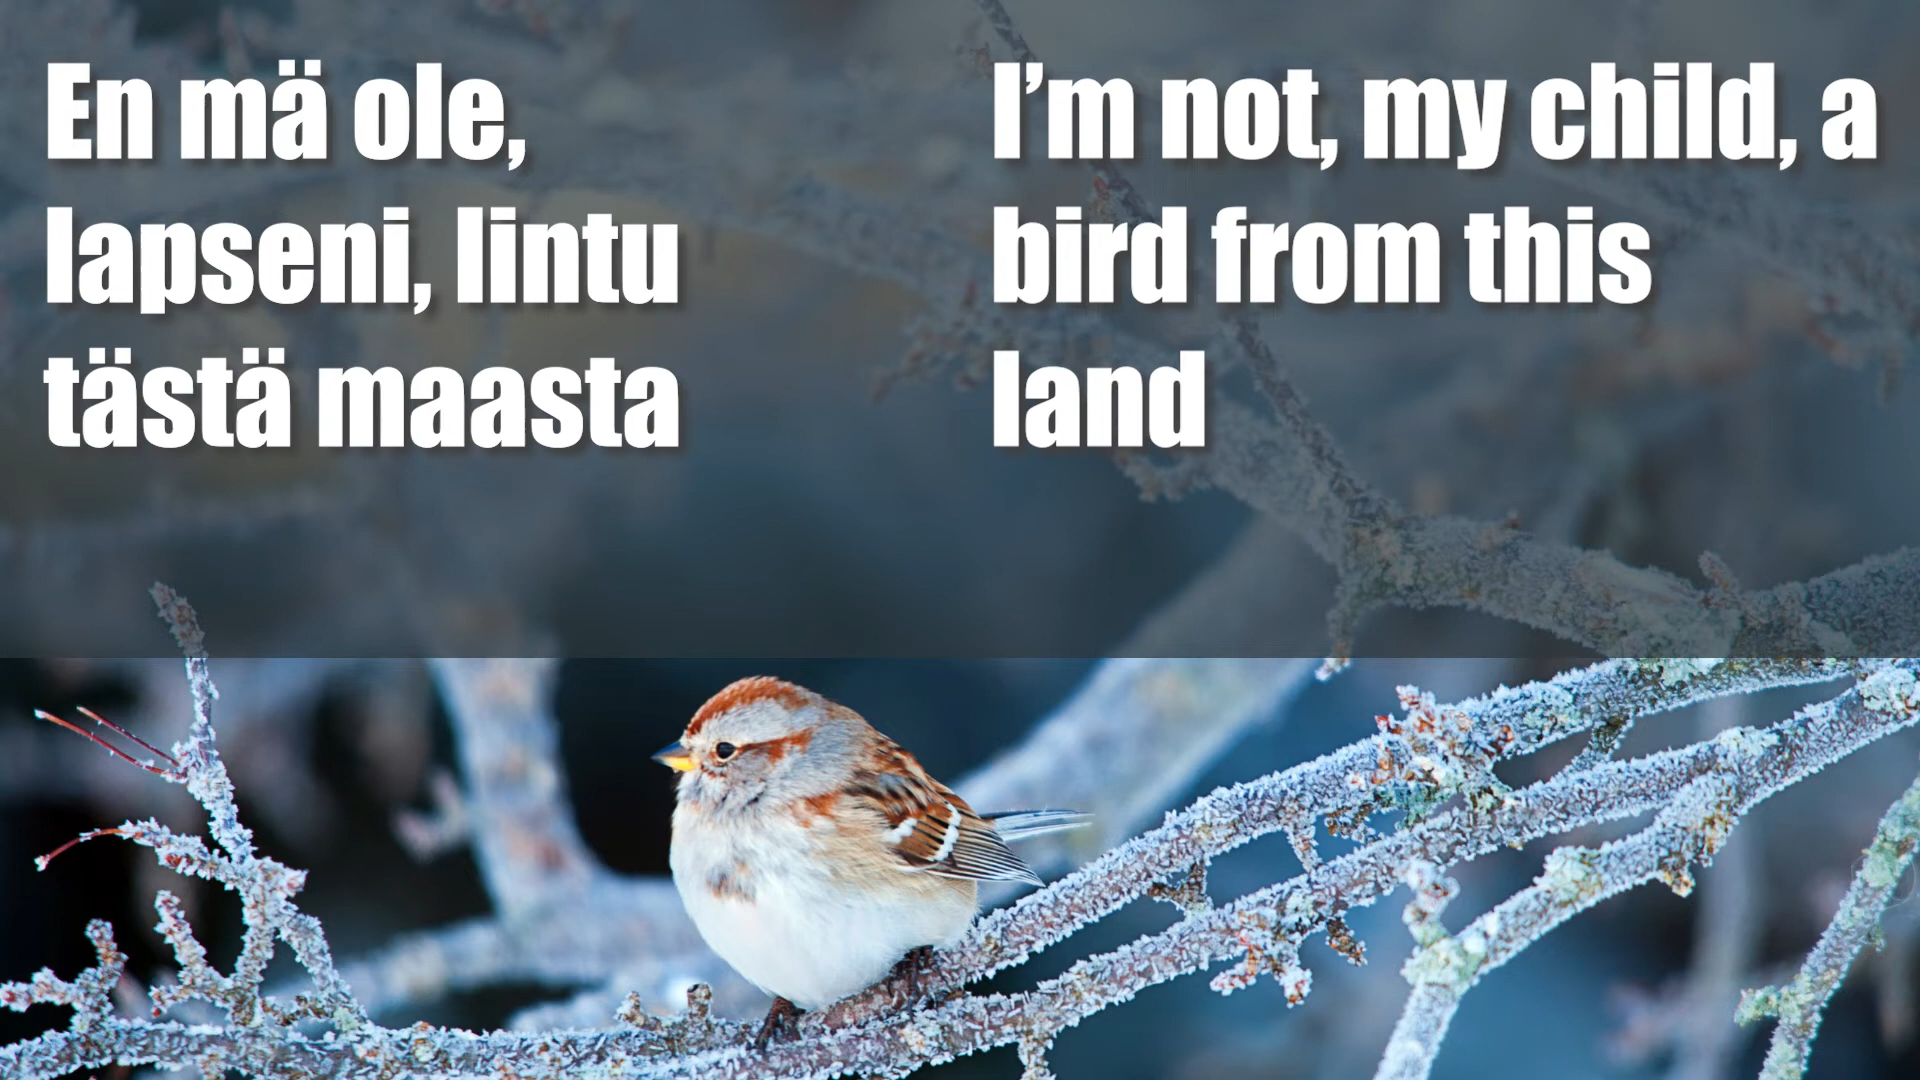 En mä ole,
lapseni, lintu
tästä maasta
I’m not, my child, a
bird from this
land